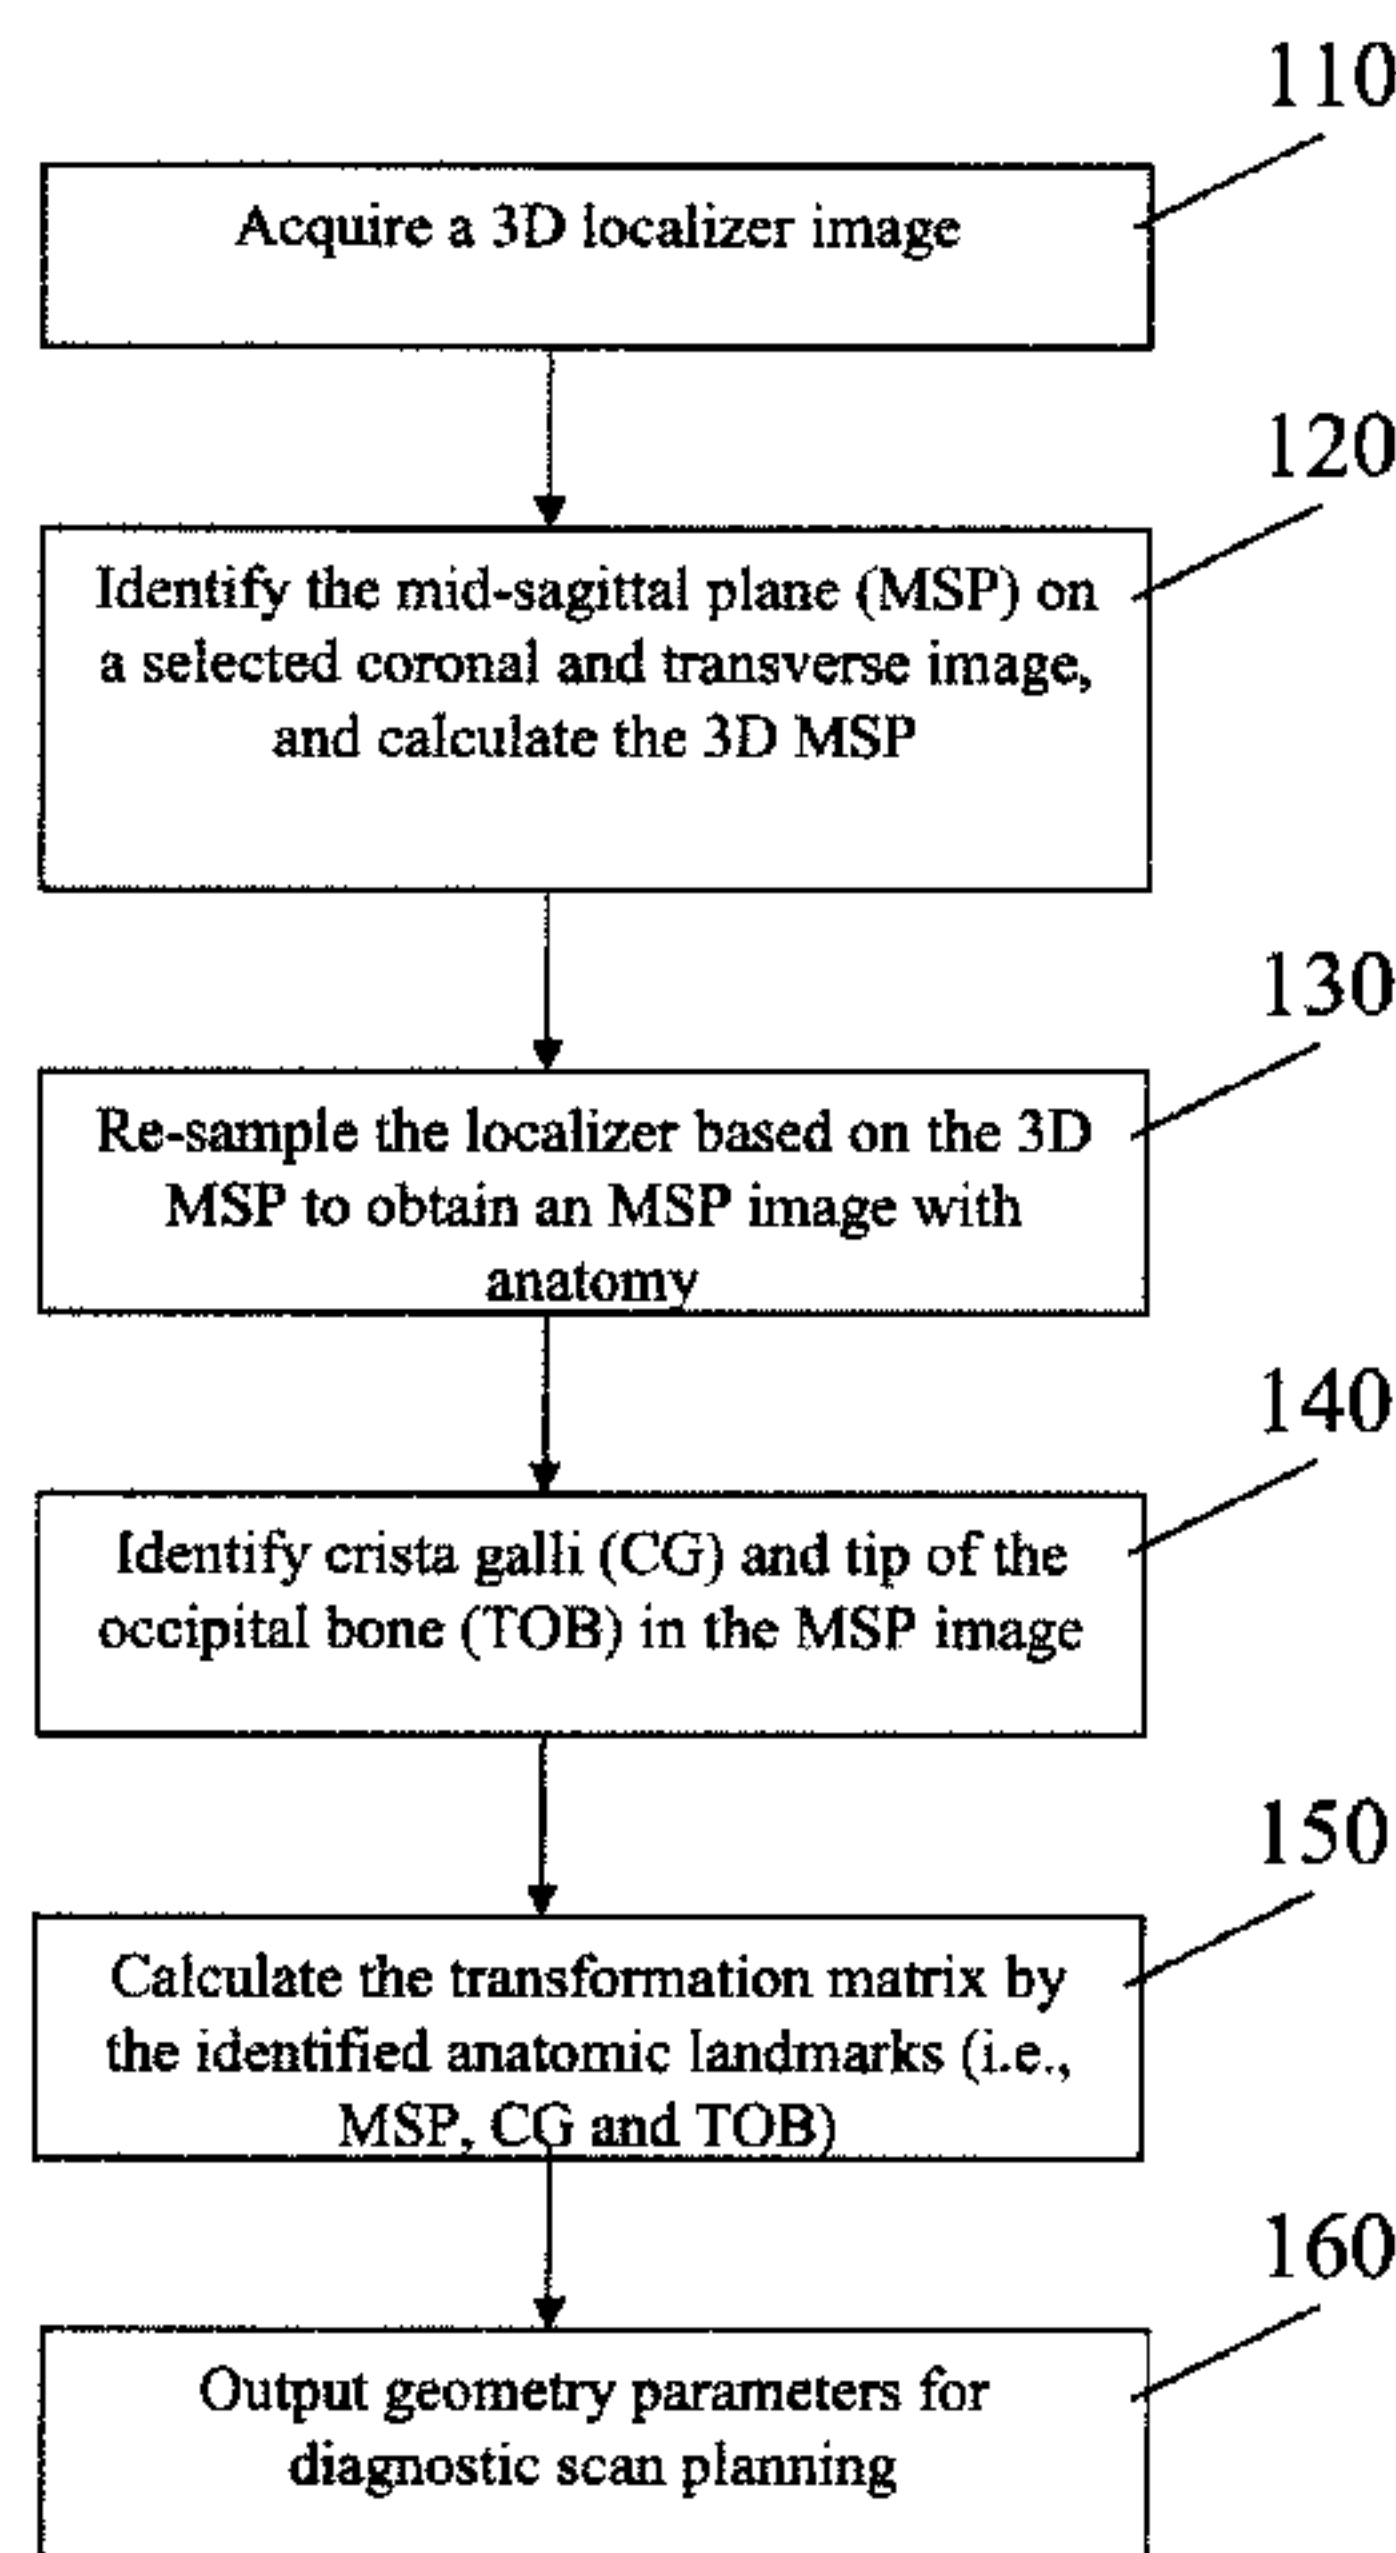 110
Acquire a 3D localizer image
120
Identify the mid-sagittal plane (MSP) on
a selected coronal and transverse image,
and calculate the 3D MSP
130
Re-sample the localizer based on the 3D
MSP to obtain an MSP image with
anatomy
140
Identify crista galli (CG) and tip of the
occipital bone (TOB) in the MSP image
150
Calculate the transformation matrix by
the identified anatomic landmarks (i.e.,
MSP, CG and TOB)
160
Output geometry parameters for
diagnostic scan planning